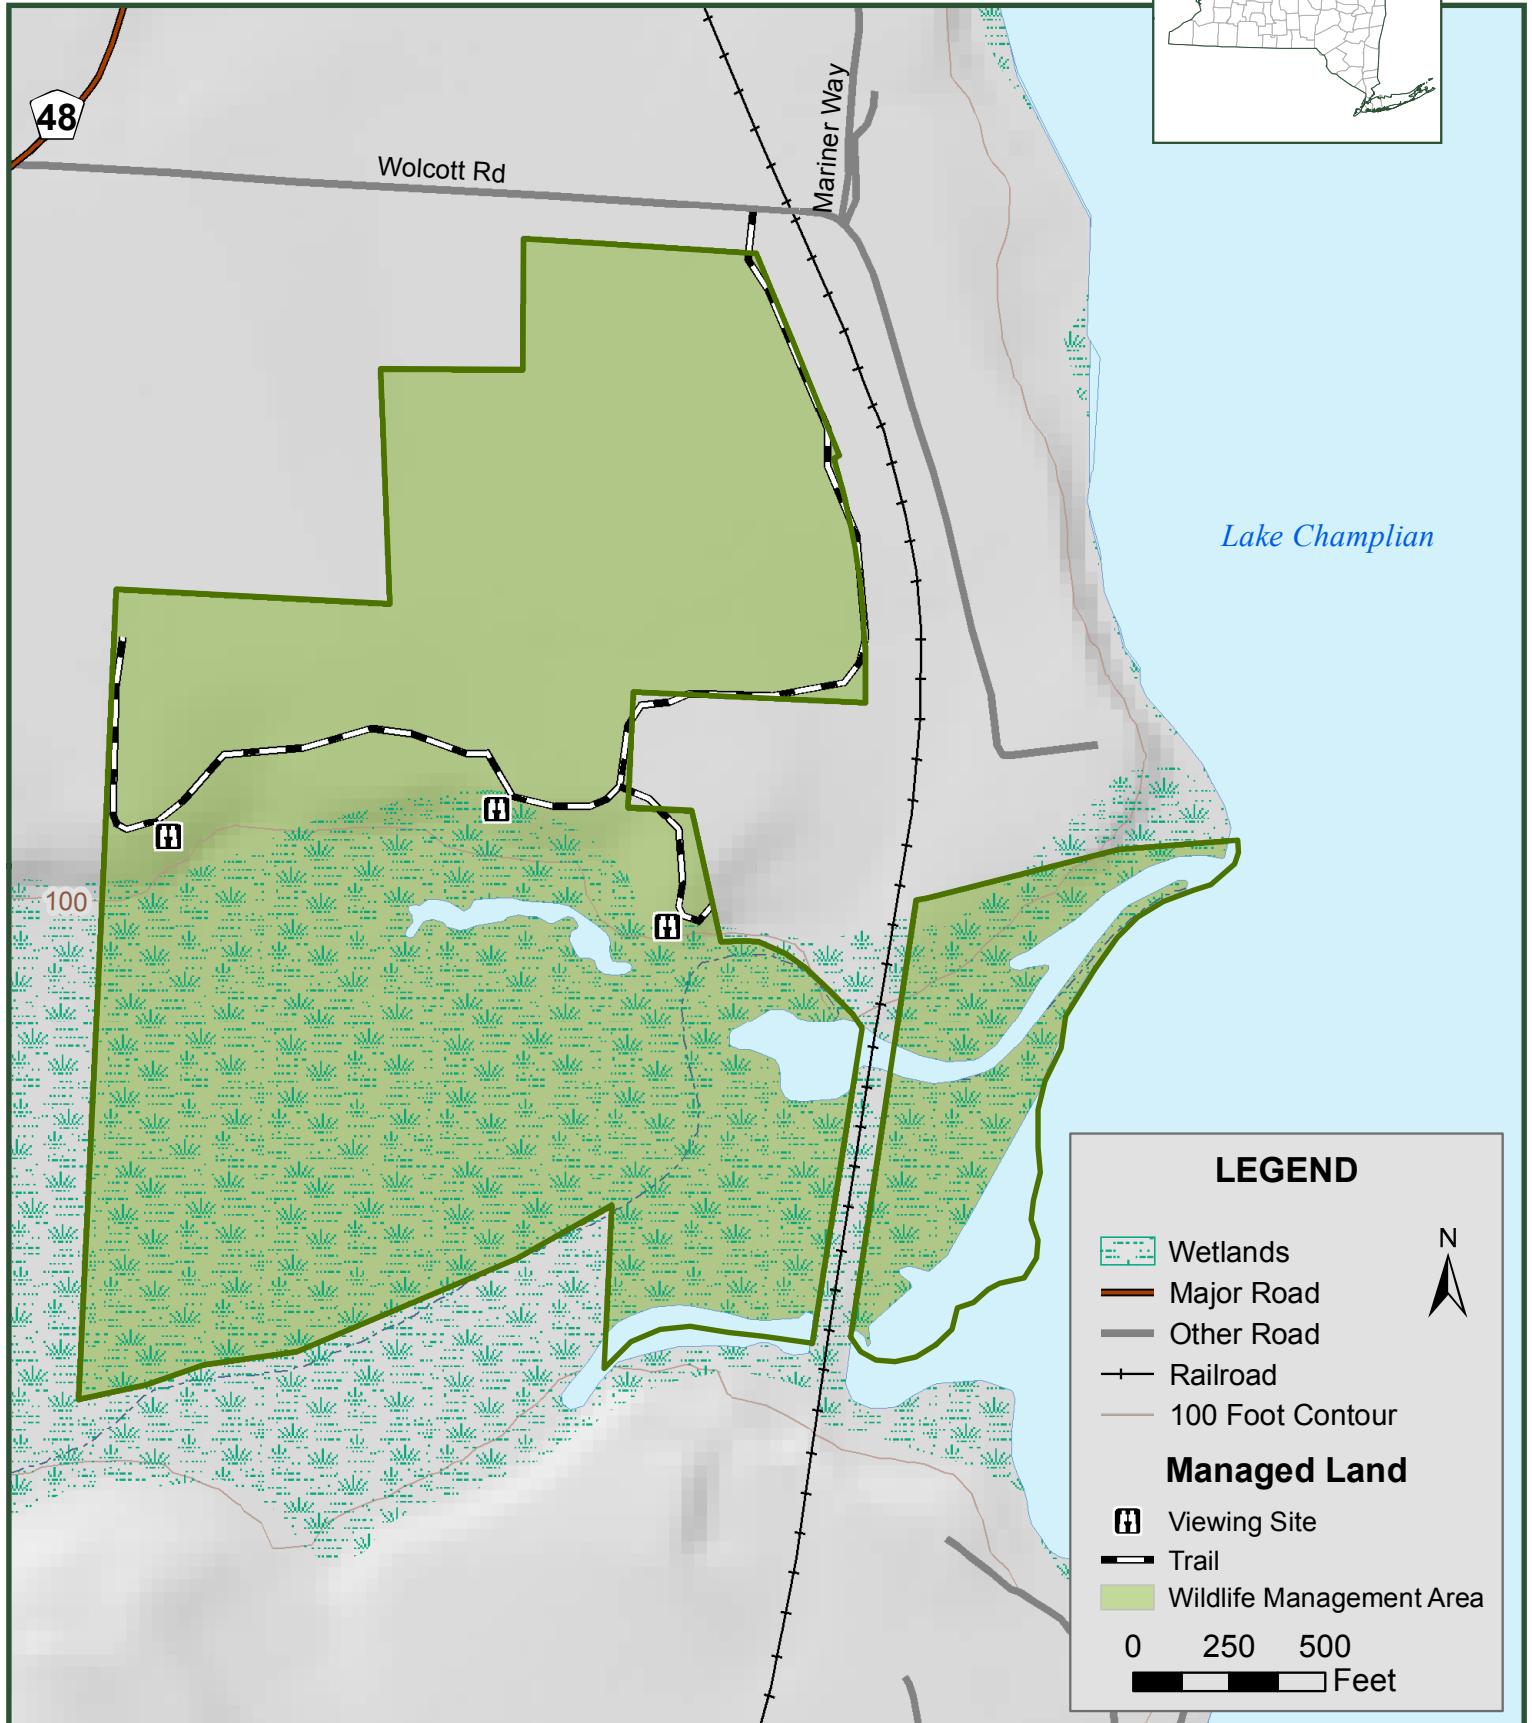 48
Wolcott Rd
Mariner Way
Lake Champlian
100
LEGEND
N
Wetlands
Major Road
Other Road
Railroad
100 Foot Contour
Managed Land
Viewing Site
Trail
Wildlife Management Area
0 250 500
Feet